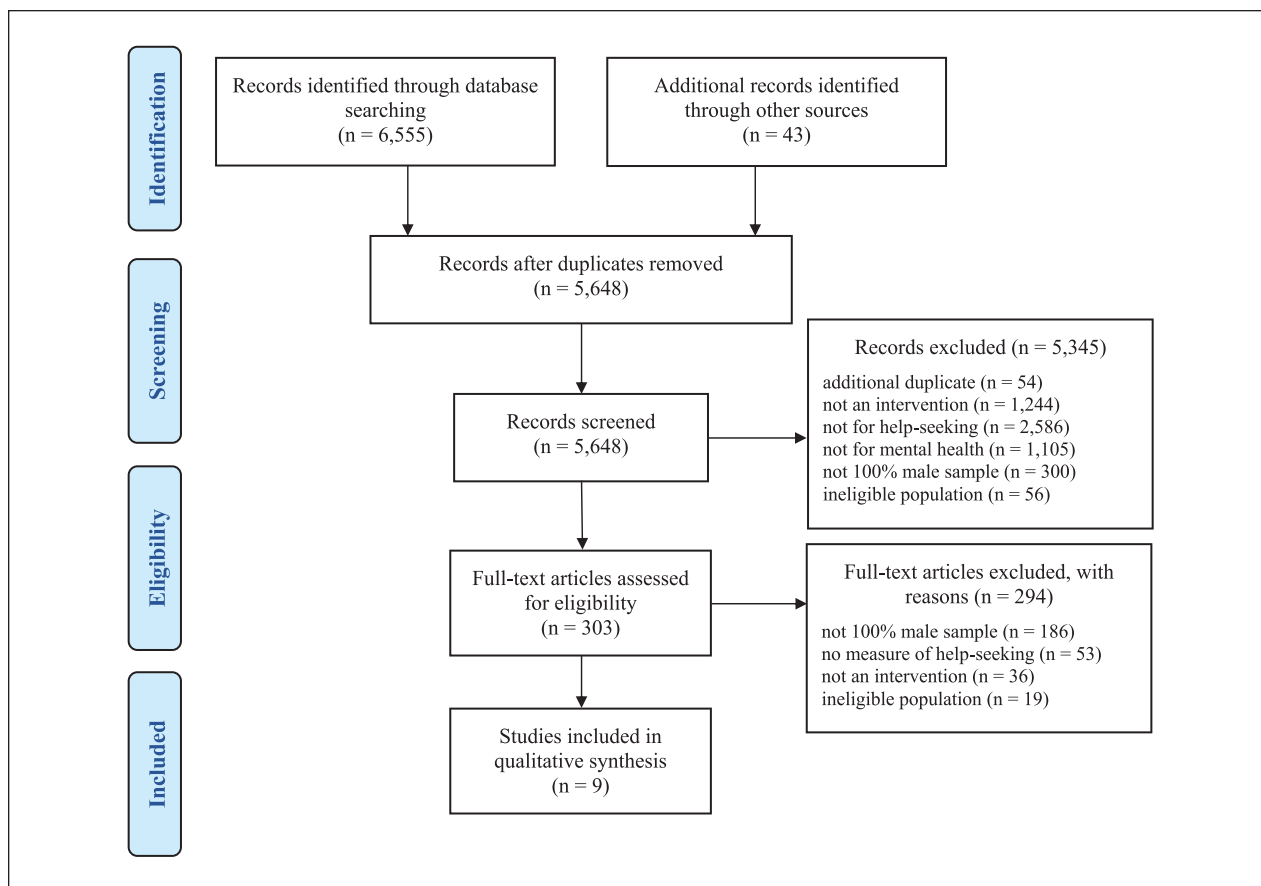 Identification
Records identified through database
searching
(n = 6,555)
Additional records identified
through other sources
(n = 43)
Screening
Records after duplicates removed
(n = 5,648)
Records screened
(n = 5,648)
Records excluded (n = 5,345)
additional duplicate (n = 54)
not an intervention (n = 1,244)
not for help-seeking (n = 2,586)
not for mental health (n = 1,105)
not 100% male sample (n = 300)
ineligible population (n = 56)
Eligibility
Full-text articles assessed
for eligibility
(n = 303)
Full-text articles excluded, with
reasons (n = 294)
not 100% male sample (n = 186)
no measure of help-seeking (n = 53)
not an intervention (n = 36)
ineligible population (n = 19)
Included
Studies included in
qualitative synthesis
(n = 9)